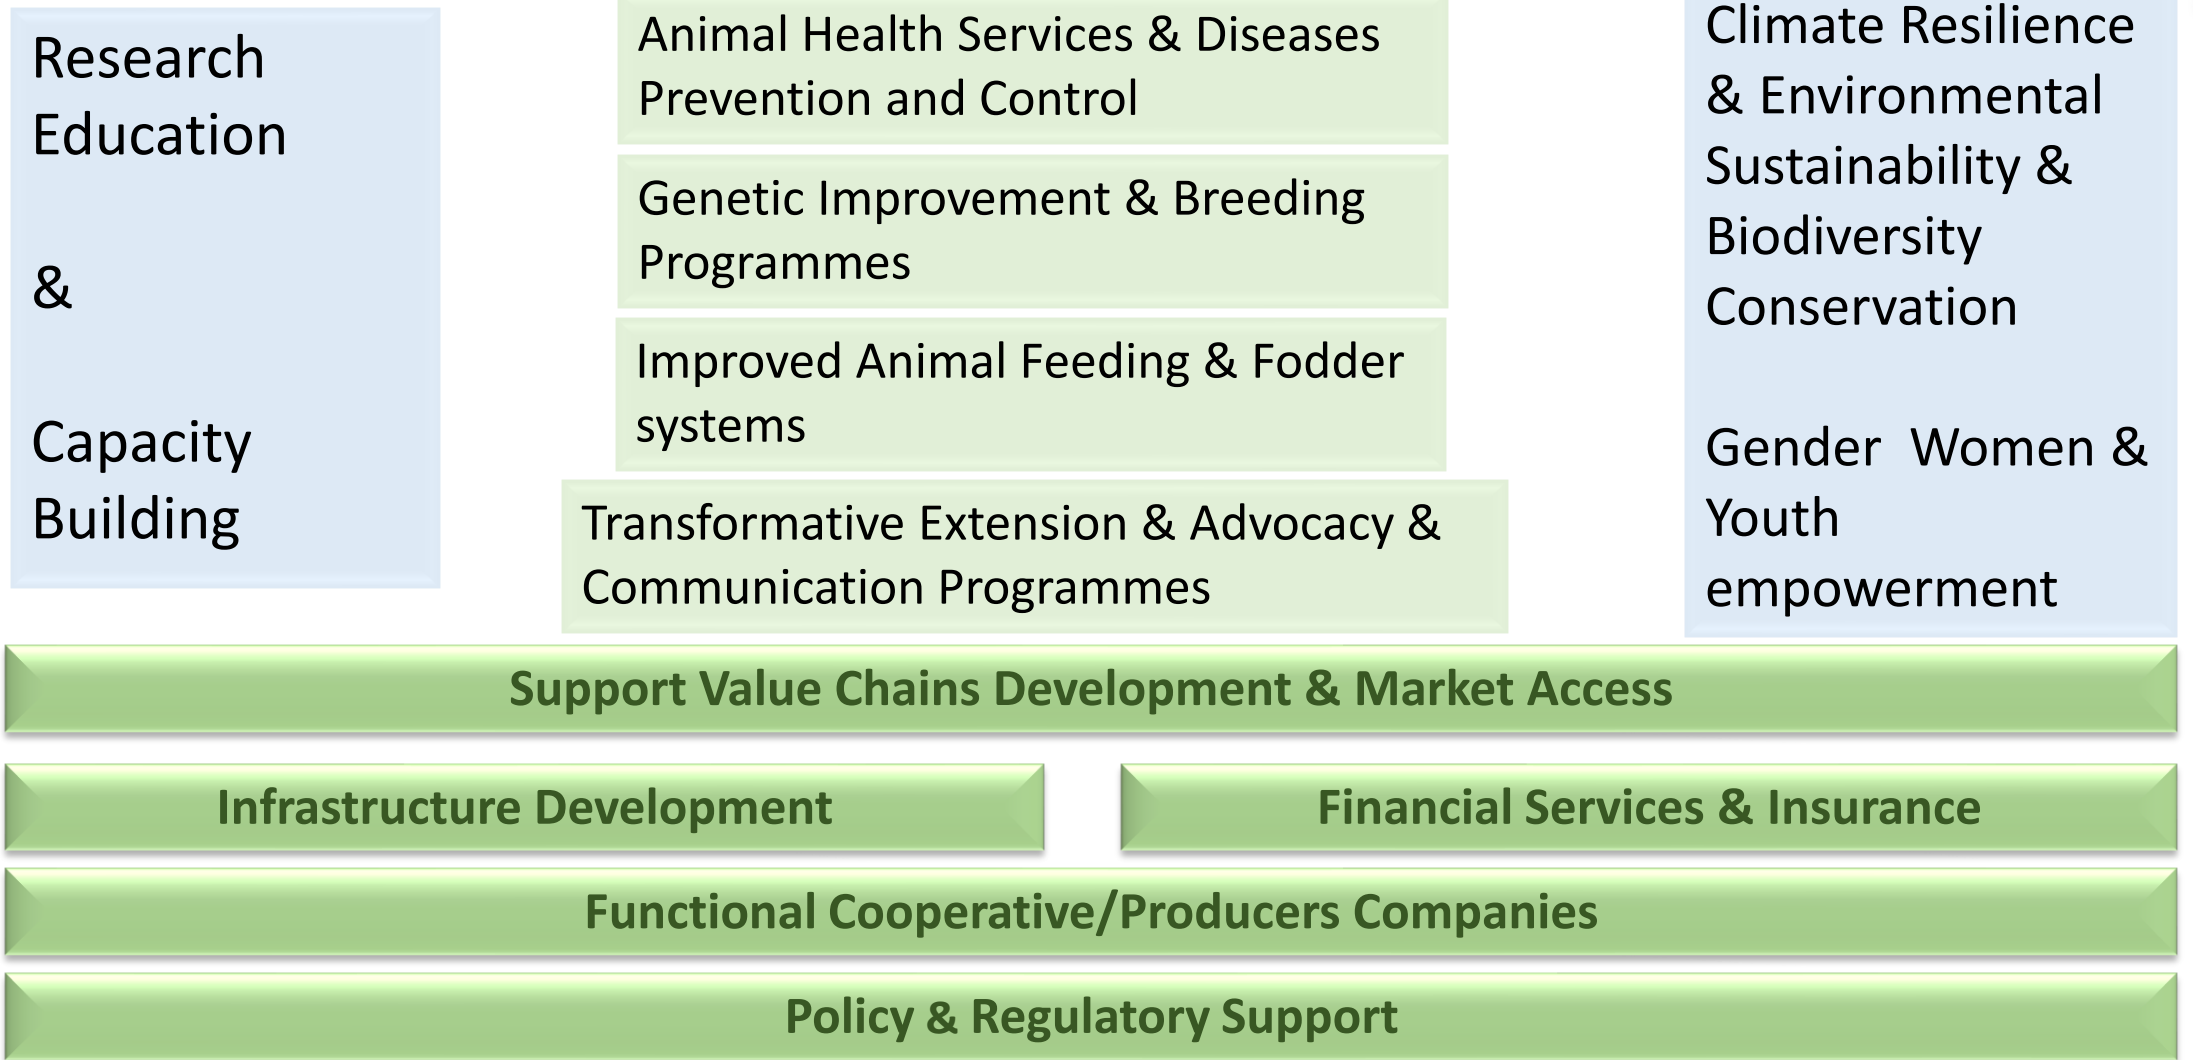 Research
Education
&
Capacity
Building
Animal Health Services & Diseases
Prevention and Control
Genetic Improvement & Breeding
Programmes
Improved Animal Feeding & Fodder
systems
Transformative Extension & Advocacy &
Communication Programmes
Climate Resilience
& Environmental
Sustainability &
Biodiversity
Conservation
Gender  Women &
Youth
empowerment
Support Value Chains Development & Market Access
Infrastructure Development
Financial Services & Insurance
Functional Cooperative/Producers Companies
Policy & Regulatory Support